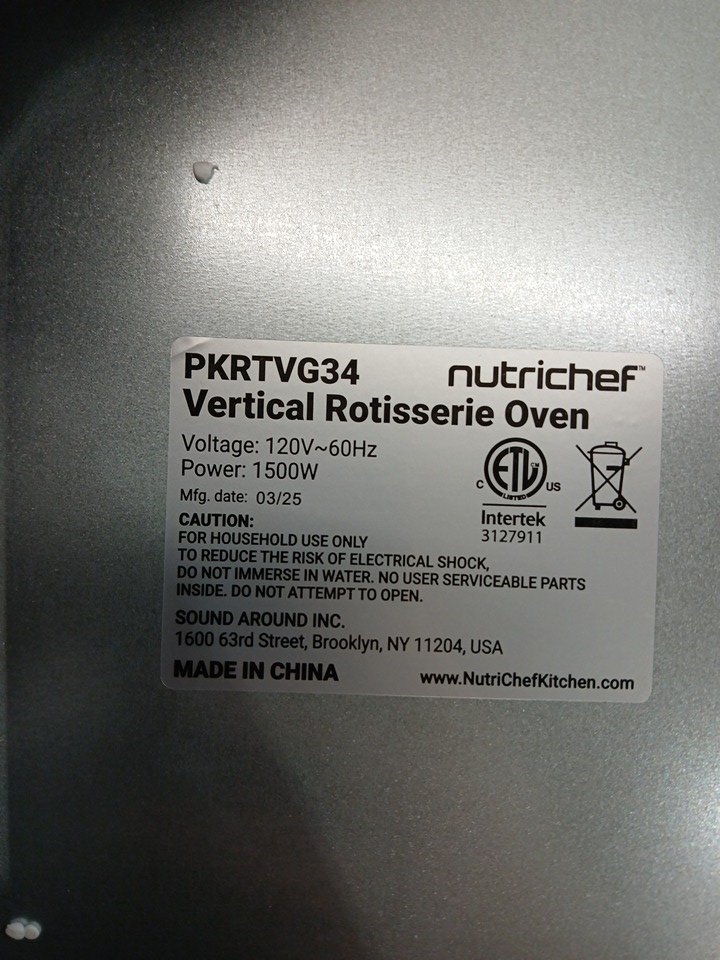 PKRTVG34
nutrichef™
Vertical Rotisserie Oven
Voltage: 120V~60Hz
Power: 1500W
Mfg. date: 03/25
ETL CM
LISTED
C US
Intertek
3127911
CAUTION:
FOR HOUSEHOLD USE ONLY
TO REDUCE THE RISK OF ELECTRICAL SHOCK,
DO NOT IMMERSE IN WATER. NO USER SERVICEABLE PARTS
INSIDE. DO NOT ATTEMPT TO OPEN.
SOUND AROUND INC.
1600 63rd Street, Brooklyn, NY 11204, USA
MADE IN CHINA
www.NutriChefKitchen.com